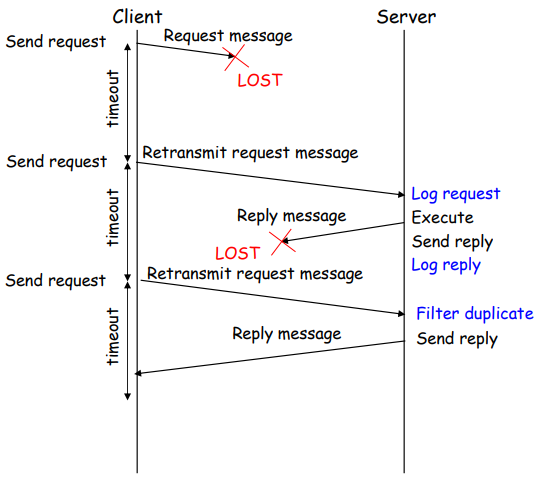 Client
Server
Send request
Request message
LOST
timeout
Send request
Retransmit request message
Log request
timeout
Reply message
Execute
Send reply
LOST
Log reply
Send request
Retransmit request message
Filter duplicate
timeout
Reply message
Send reply